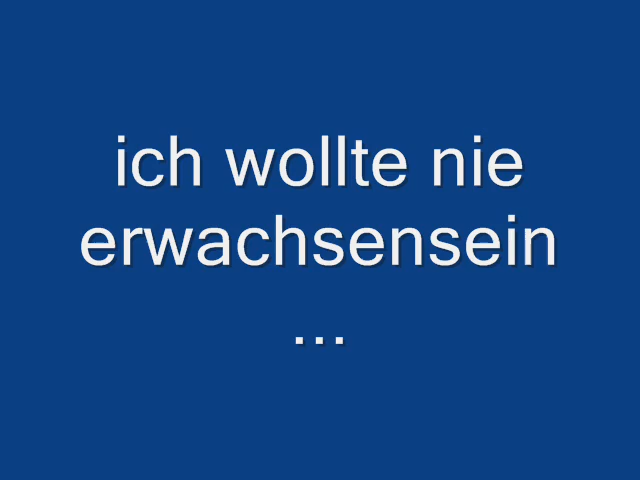 ich wollte nie
erwachsensein
...